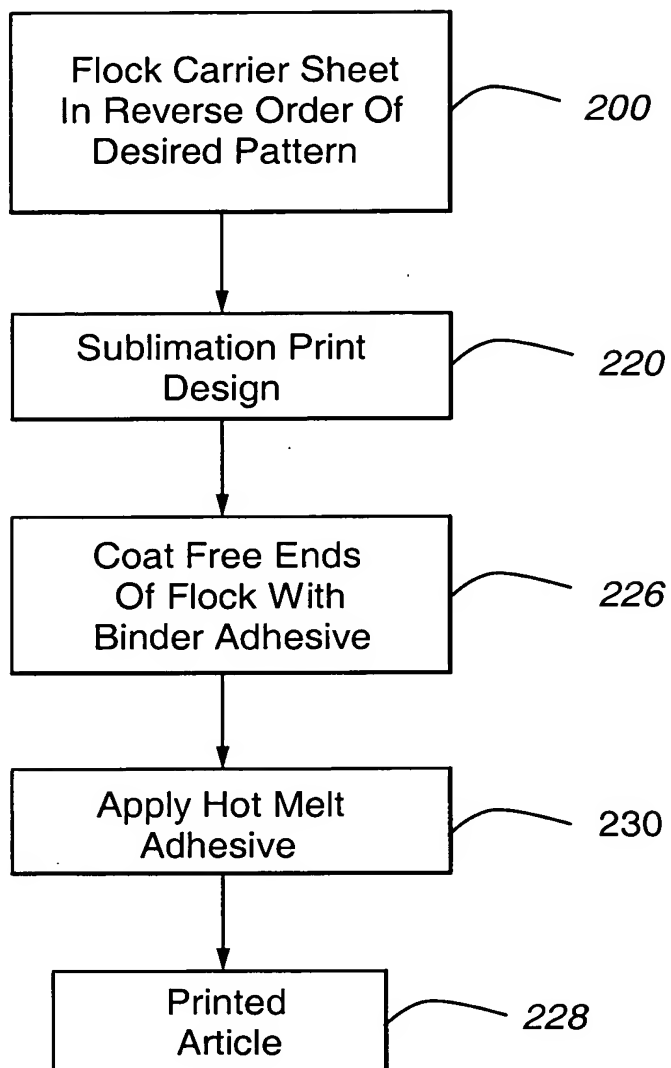 Flock Carrier Sheet
In Reverse Order Of
Desired Pattern
200
Sublimation Print
Design
220
Coat Free Ends
Of Flock With
Binder Adhesive
226
Apply Hot Melt
Adhesive
230
Printed
Article
228